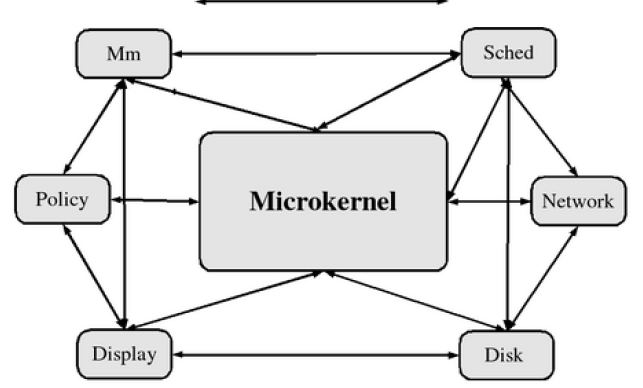 Mm
Sched
Policy
Microkernel
Network
Display
Disk